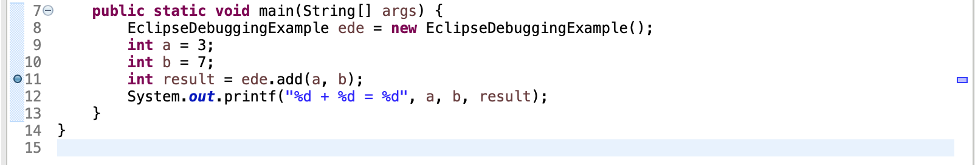 7 public static void main(String[] args) {
8 EclipseDebuggingExample ede = new EclipseDebuggingExample();
9 int a = 3;
10 int b = 7;
11 int result = ede.add(a, b);
12 System.out.printf("%d + %d = %d", a, b, result);
13 }
14 }
15